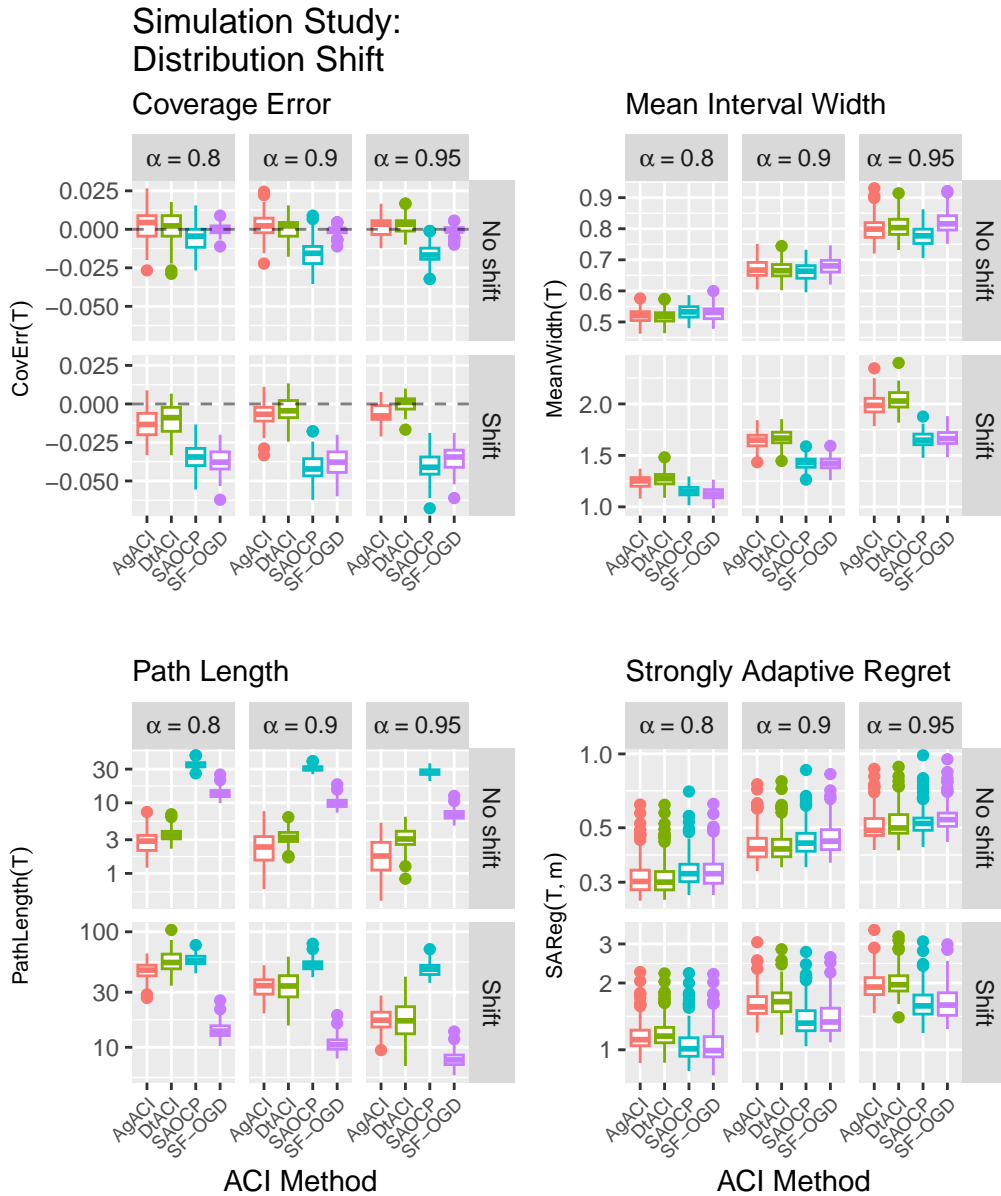 Simulation Study:
Distribution Shift
Coverage Error
α = 0.8
α = 0.9
α = 0.95
CovErr(T)
0.025
0.000
−0.025
−0.050
No shift
0.025
0.000
−0.025
−0.050
Shift
AgACI
DtACI
SAOCP
SF−OGD
AgACI
DtACI
SAOCP
SF−OGD
AgACI
DtACI
SAOCP
SF−OGD
Mean Interval Width
α = 0.8
α = 0.9
α = 0.95
MeanWidth(T)
0.9
0.8
0.7
0.6
0.5
No shift
2.0
1.5
1.0
Shift
AgACI
DtACI
SAOCP
SF−OGD
AgACI
DtACI
SAOCP
SF−OGD
AgACI
DtACI
SAOCP
SF−OGD
Path Length
α = 0.8
α = 0.9
α = 0.95
PathLength(T)
30
10
3
1
No shift
100
30
10
Shift
AgACI
DtACI
SAOCP
SF−OGD
AgACI
DtACI
SAOCP
SF−OGD
AgACI
DtACI
SAOCP
SF−OGD
ACI Method
Strongly Adaptive Regret
α = 0.8
α = 0.9
α = 0.95
SAReg(T, m)
1.0
0.5
0.3
No shift
3
2
1
Shift
AgACI
DtACI
SAOCP
SF−OGD
AgACI
DtACI
SAOCP
SF−OGD
AgACI
DtACI
SAOCP
SF−OGD
ACI Method